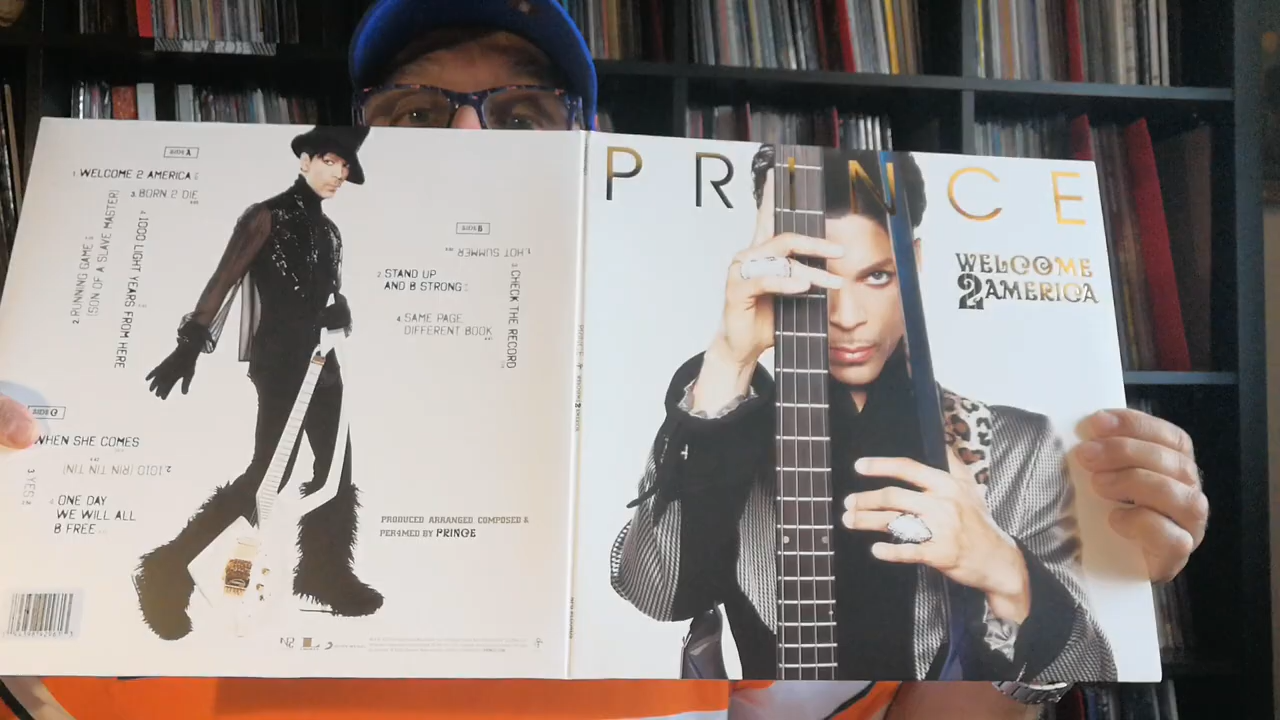 SIDE A
1. WELCOME 2 AMERICA
3. BORN 2 DIE
2. RUNNING GAME
(SON OF A SLAVE MASTER)
4. 1000 LIGHT YEARS FROM HERE
SIDE B
1. HOT SUMMER
2. STAND UP
AND B STRONG
3. CHECK THE RECORD
4. SAME PAGE,
DIFFERENT BOOK
SIDE C
WHEN SHE COMES
2. 1010 (RIN TIN TIN)
3. YES
ONE DAY
WE WILL ALL
B FREE
PRODUCED ARRANGED COMPOSED &
PER4MED BY PRINCE
PRINCE
WELCOME
2 AMERICA